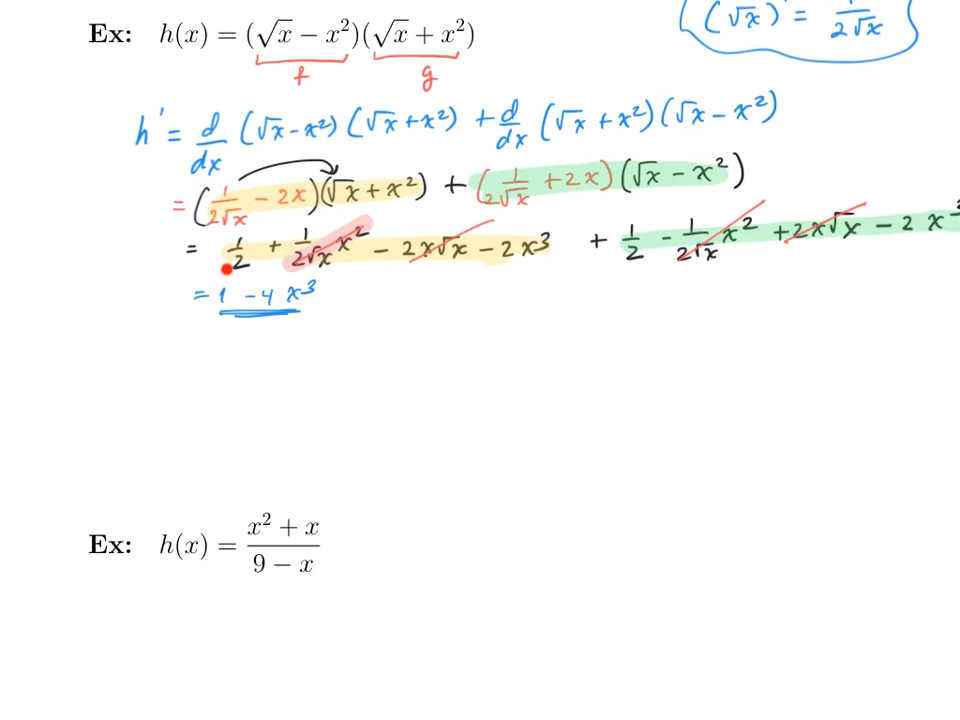 (√x)' = 1/(2√x)
Ex: h(x) = (√x − x²)(√x + x²)
f g
h' = d/dx (√x − x²)(√x + x²) + d/dx (√x + x²)(√x − x²)
= (1/(2√x) − 2x)(√x + x²) + (1/(2√x) + 2x)(√x − x²)
= 1/2 + 1/(2√x) x² − 2x√x − 2x³ + 1/2 − 1/(2√x) x² + 2x√x − 2x³
= 1 − 4x³
Ex: h(x) = (x² + x)/(9 − x)